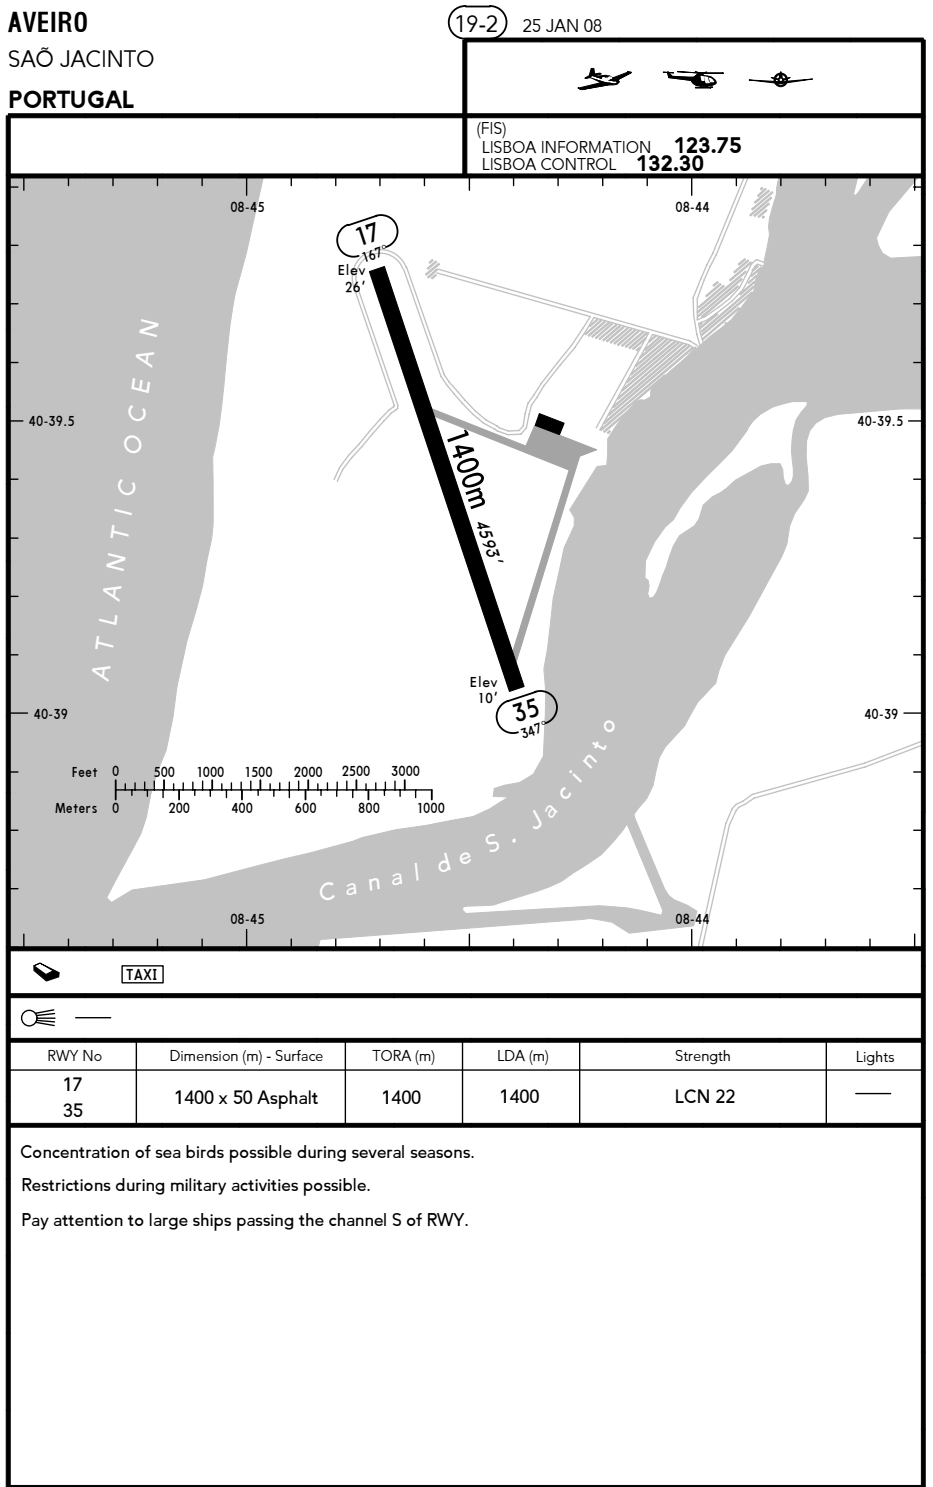 AVEIRO
19-2 25 JAN 08
SAÕ JACINTO
PORTUGAL
(FIS)
LISBOA INFORMATION 123.75
LISBOA CONTROL 132.30
08-45
08-44
17
167°
Elev
26'
ATLANTIC OCEAN
40-39.5
40-39.5
1400m
4593'
Elev
10'
35
347°
40-39
40-39
Feet 0 500 1000 1500 2000 2500 3000
Meters 0 200 400 600 800 1000
Canal de S. Jacinto
08-45
08-44
TAXI
RWY No Dimension (m) - Surface TORA (m) LDA (m) Strength Lights
17
35
1400 x 50 Asphalt 1400 1400 LCN 22
Concentration of sea birds possible during several seasons.
Restrictions during military activities possible.
Pay attention to large ships passing the channel S of RWY.